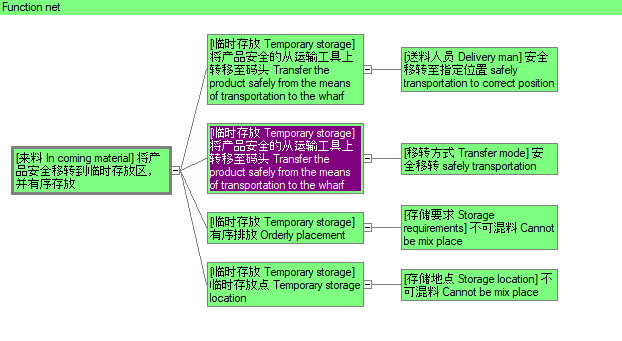 Function net
[临时存放 Temporary storage]
将产品安全的从运输工具上
转移至码头 Transfer the
product safely from the means
of transportation to the wharf
[送料人员 Delivery man] 安全
移转至指定位置 safely
transportation to correct position
[来料 In coming material] 将产
品安全移转到临时存放区，
并有序存放
[临时存放 Temporary storage]
将产品安全的从运输工具上
转移至码头 Transfer the
product safely from the means
of transportation to the wharf
[移转方式 Transfer mode] 安
全移转 safely transportation
[临时存放 Temporary storage]
有序排放 Orderly placement
[存储要求 Storage
requirements] 不可混料 Cannot
be mix place
[临时存放 Temporary storage]
临时存放点 Temporary storage
location
[存储地点 Storage location] 不
可混料 Cannot be mix place